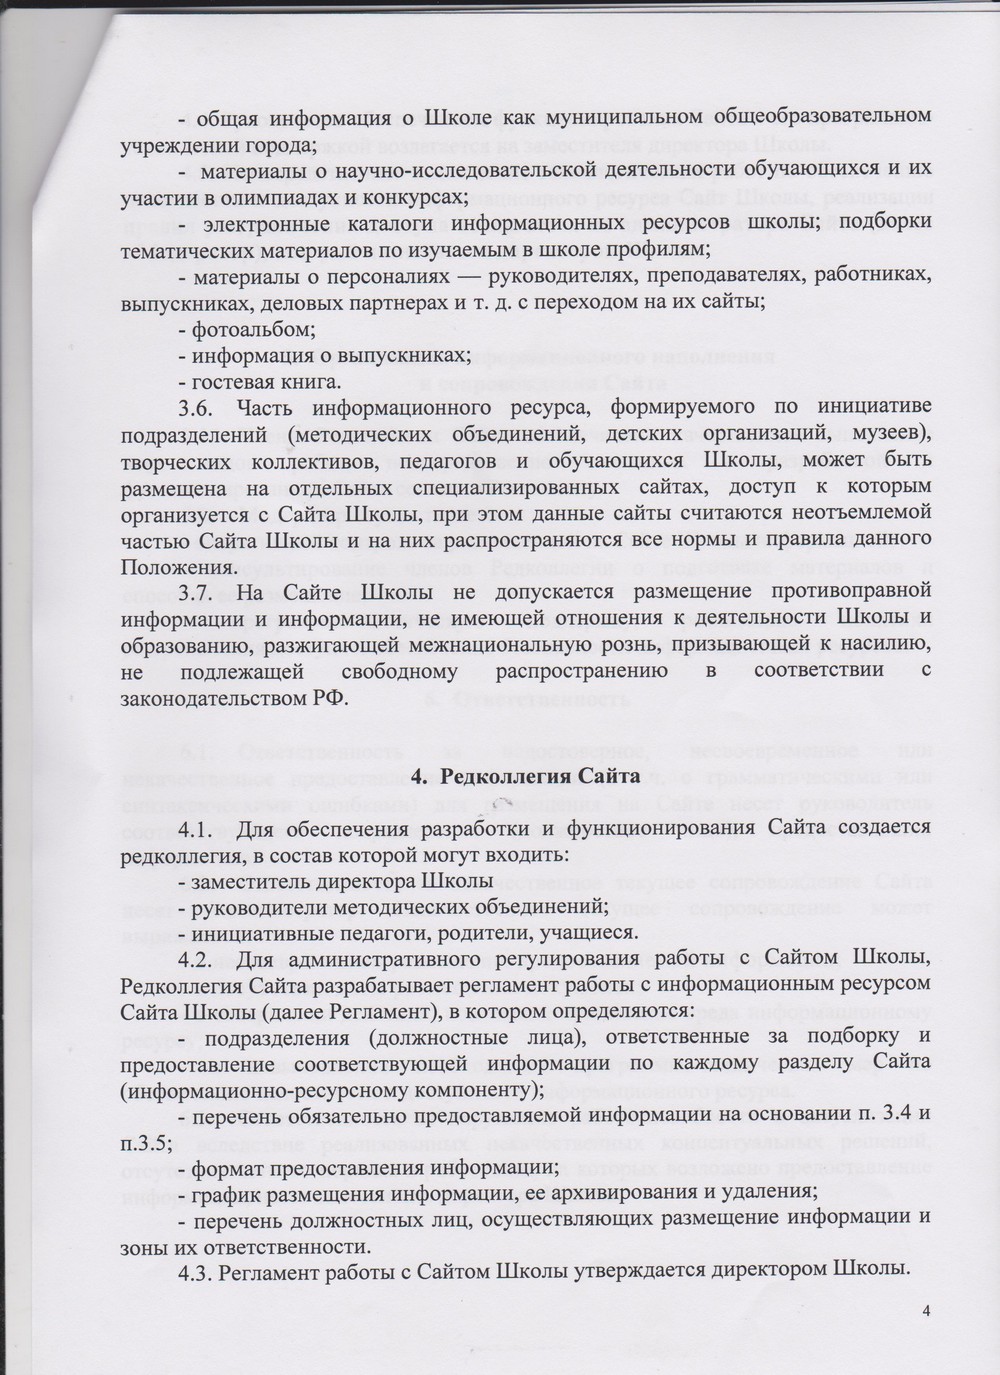 - общая информация о Школе как муниципальном общеобразовательном
учреждении города;
- материалы о научно-исследовательской деятельности обучающихся и их
участии в олимпиадах и конкурсах;
- электронные каталоги информационных ресурсов школы; подборки
тематических материалов по изучаемым в школе профилям;
- материалы о персоналиях — руководителях, преподавателях, работниках,
выпускниках, деловых партнерах и т. д. с переходом на их сайты;
- фотоальбом;
- информация о выпускниках;
- гостевая книга.
3.6. Часть информационного ресурса, формируемого по инициативе
подразделений (методических объединений, детских организаций, музеев),
творческих коллективов, педагогов и обучающихся Школы, может быть
размещена на отдельных специализированных сайтах, доступ к которым
организуется с Сайта Школы, при этом данные сайты считаются неотъемлемой
частью Сайта Школы и на них распространяются все нормы и правила данного
Положения.
3.7. На Сайте Школы не допускается размещение противоправной
информации и информации, не имеющей отношения к деятельности Школы и
образованию, разжигающей межнациональную рознь, призывающей к насилию,
не подлежащей свободному распространению в соответствии с
законодательством РФ.
4. Редколлегия Сайта
4.1. Для обеспечения разработки и функционирования Сайта создается
редколлегия, в состав которой могут входить:
- заместитель директора Школы
- руководители методических объединений;
- инициативные педагоги, родители, учащиеся.
4.2. Для административного регулирования работы с Сайтом Школы,
Редколлегия Сайта разрабатывает регламент работы с информационным ресурсом
Сайта Школы (далее Регламент), в котором определяются:
- подразделения (должностные лица), ответственные за подборку и
предоставление соответствующей информации по каждому разделу Сайта
(информационно-ресурсному компоненту);
- перечень обязательно предоставляемой информации на основании п. 3.4 и
п.3.5;
- формат предоставления информации;
- график размещения информации, ее архивирования и удаления;
- перечень должностных лиц, осуществляющих размещение информации и
зоны их ответственности.
4.3. Регламент работы с Сайтом Школы утверждается директором Школы.
4